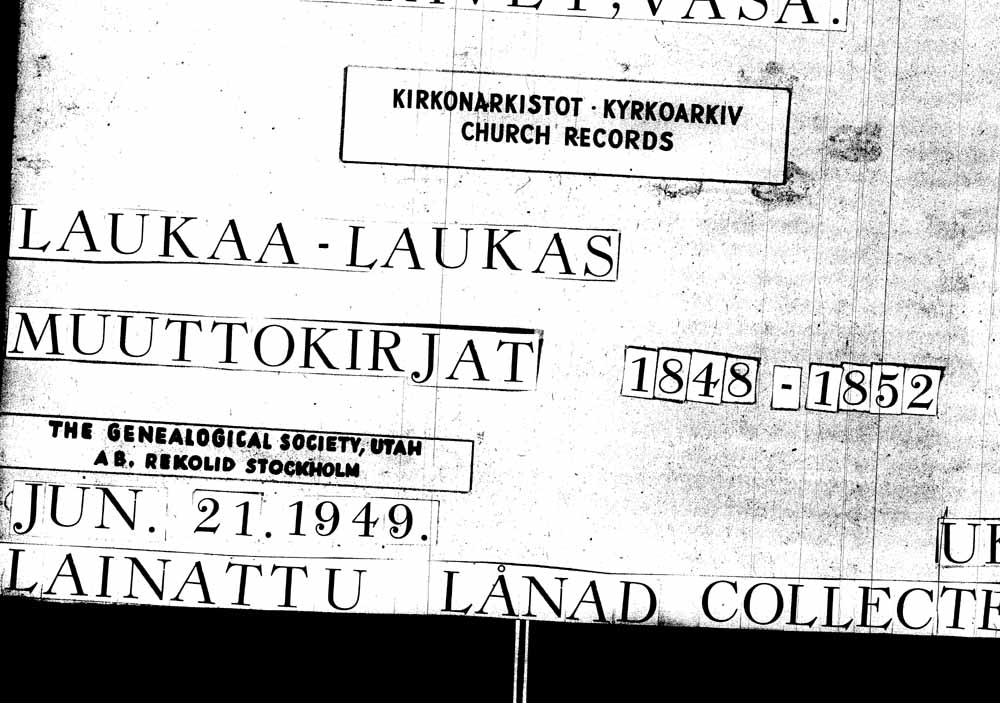 VASA.
KIRKONARKISTOT · KYRKOARKIV
CHURCH RECORDS
LAUKAA - LAUKAS
MUUTTOKIRJAT 1848 - 1852
THE GENEALOGICAL SOCIETY, UTAH
A B. REKOLID STOCKHOLM
JUN. 21. 1949.
LAINATTU LÅNAD